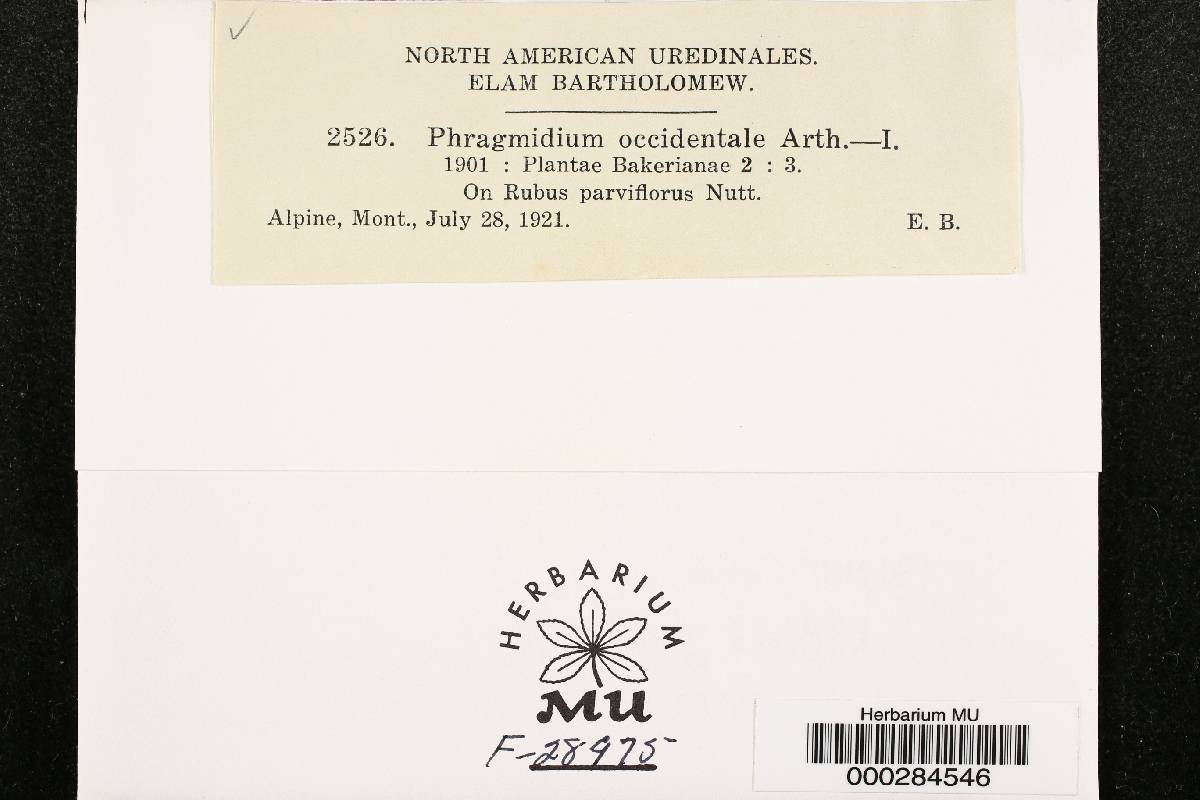 NORTH AMERICAN UREDINALES.
ELAM BARTHOLOMEW.
2526. Phragmidium occidentale Arth.—I.
1901 : Plantae Bakerianae 2 : 3.
On Rubus parviflorus Nutt.
Alpine, Mont., July 28, 1921. E. B.
HERBARIUM
MU
F-28975
Herbarium MU
000284546